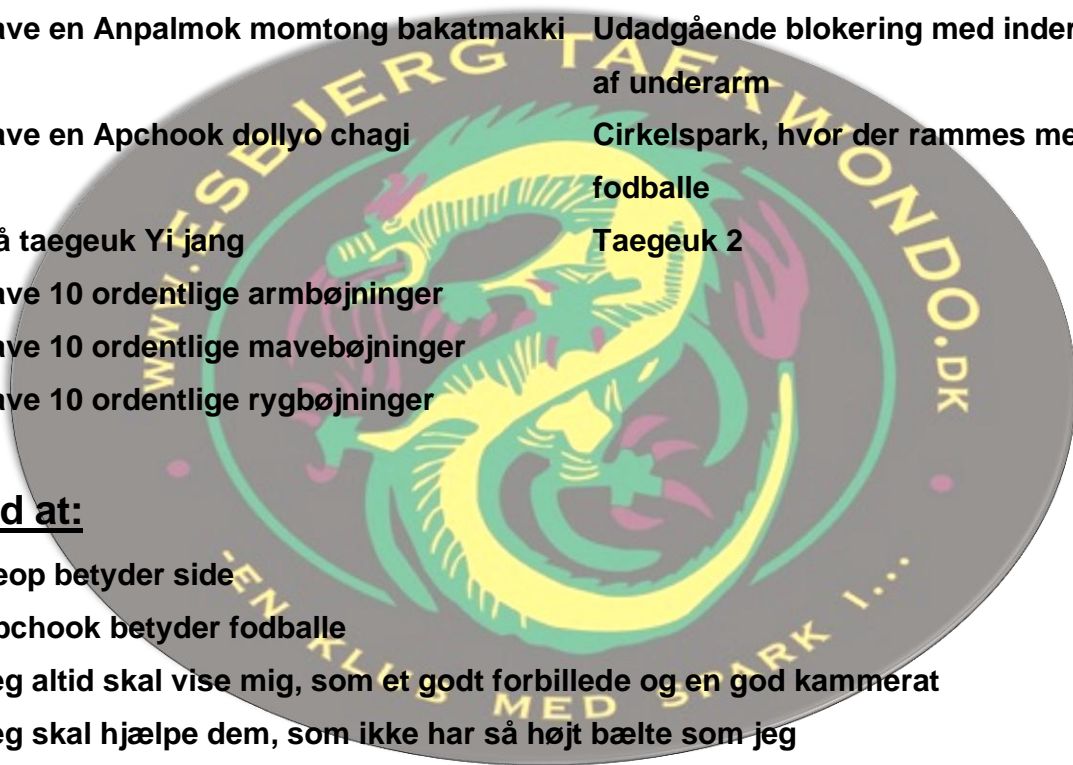 ave en Anpalmok momtong bakatmakki Udadgående blokering med inder
af underarm
ave en Apchook dollyo chagi Cirkelspark, hvor der rammes me
fodballe
å taegeuk Yi jang Taegeuk 2
ave 10 ordentlige armbøjninger
ave 10 ordentlige mavebøjninger
ave 10 ordentlige rygbøjninger
d at:
eop betyder side
pchook betyder fodballe
eg altid skal vise mig, som et godt forbillede og en god kammerat
eg skal hjælpe dem, som ikke har så højt bælte som jeg
WWW.ESBJERG TAEKWONDO.DK
-EN KLUB MED SPARK I...